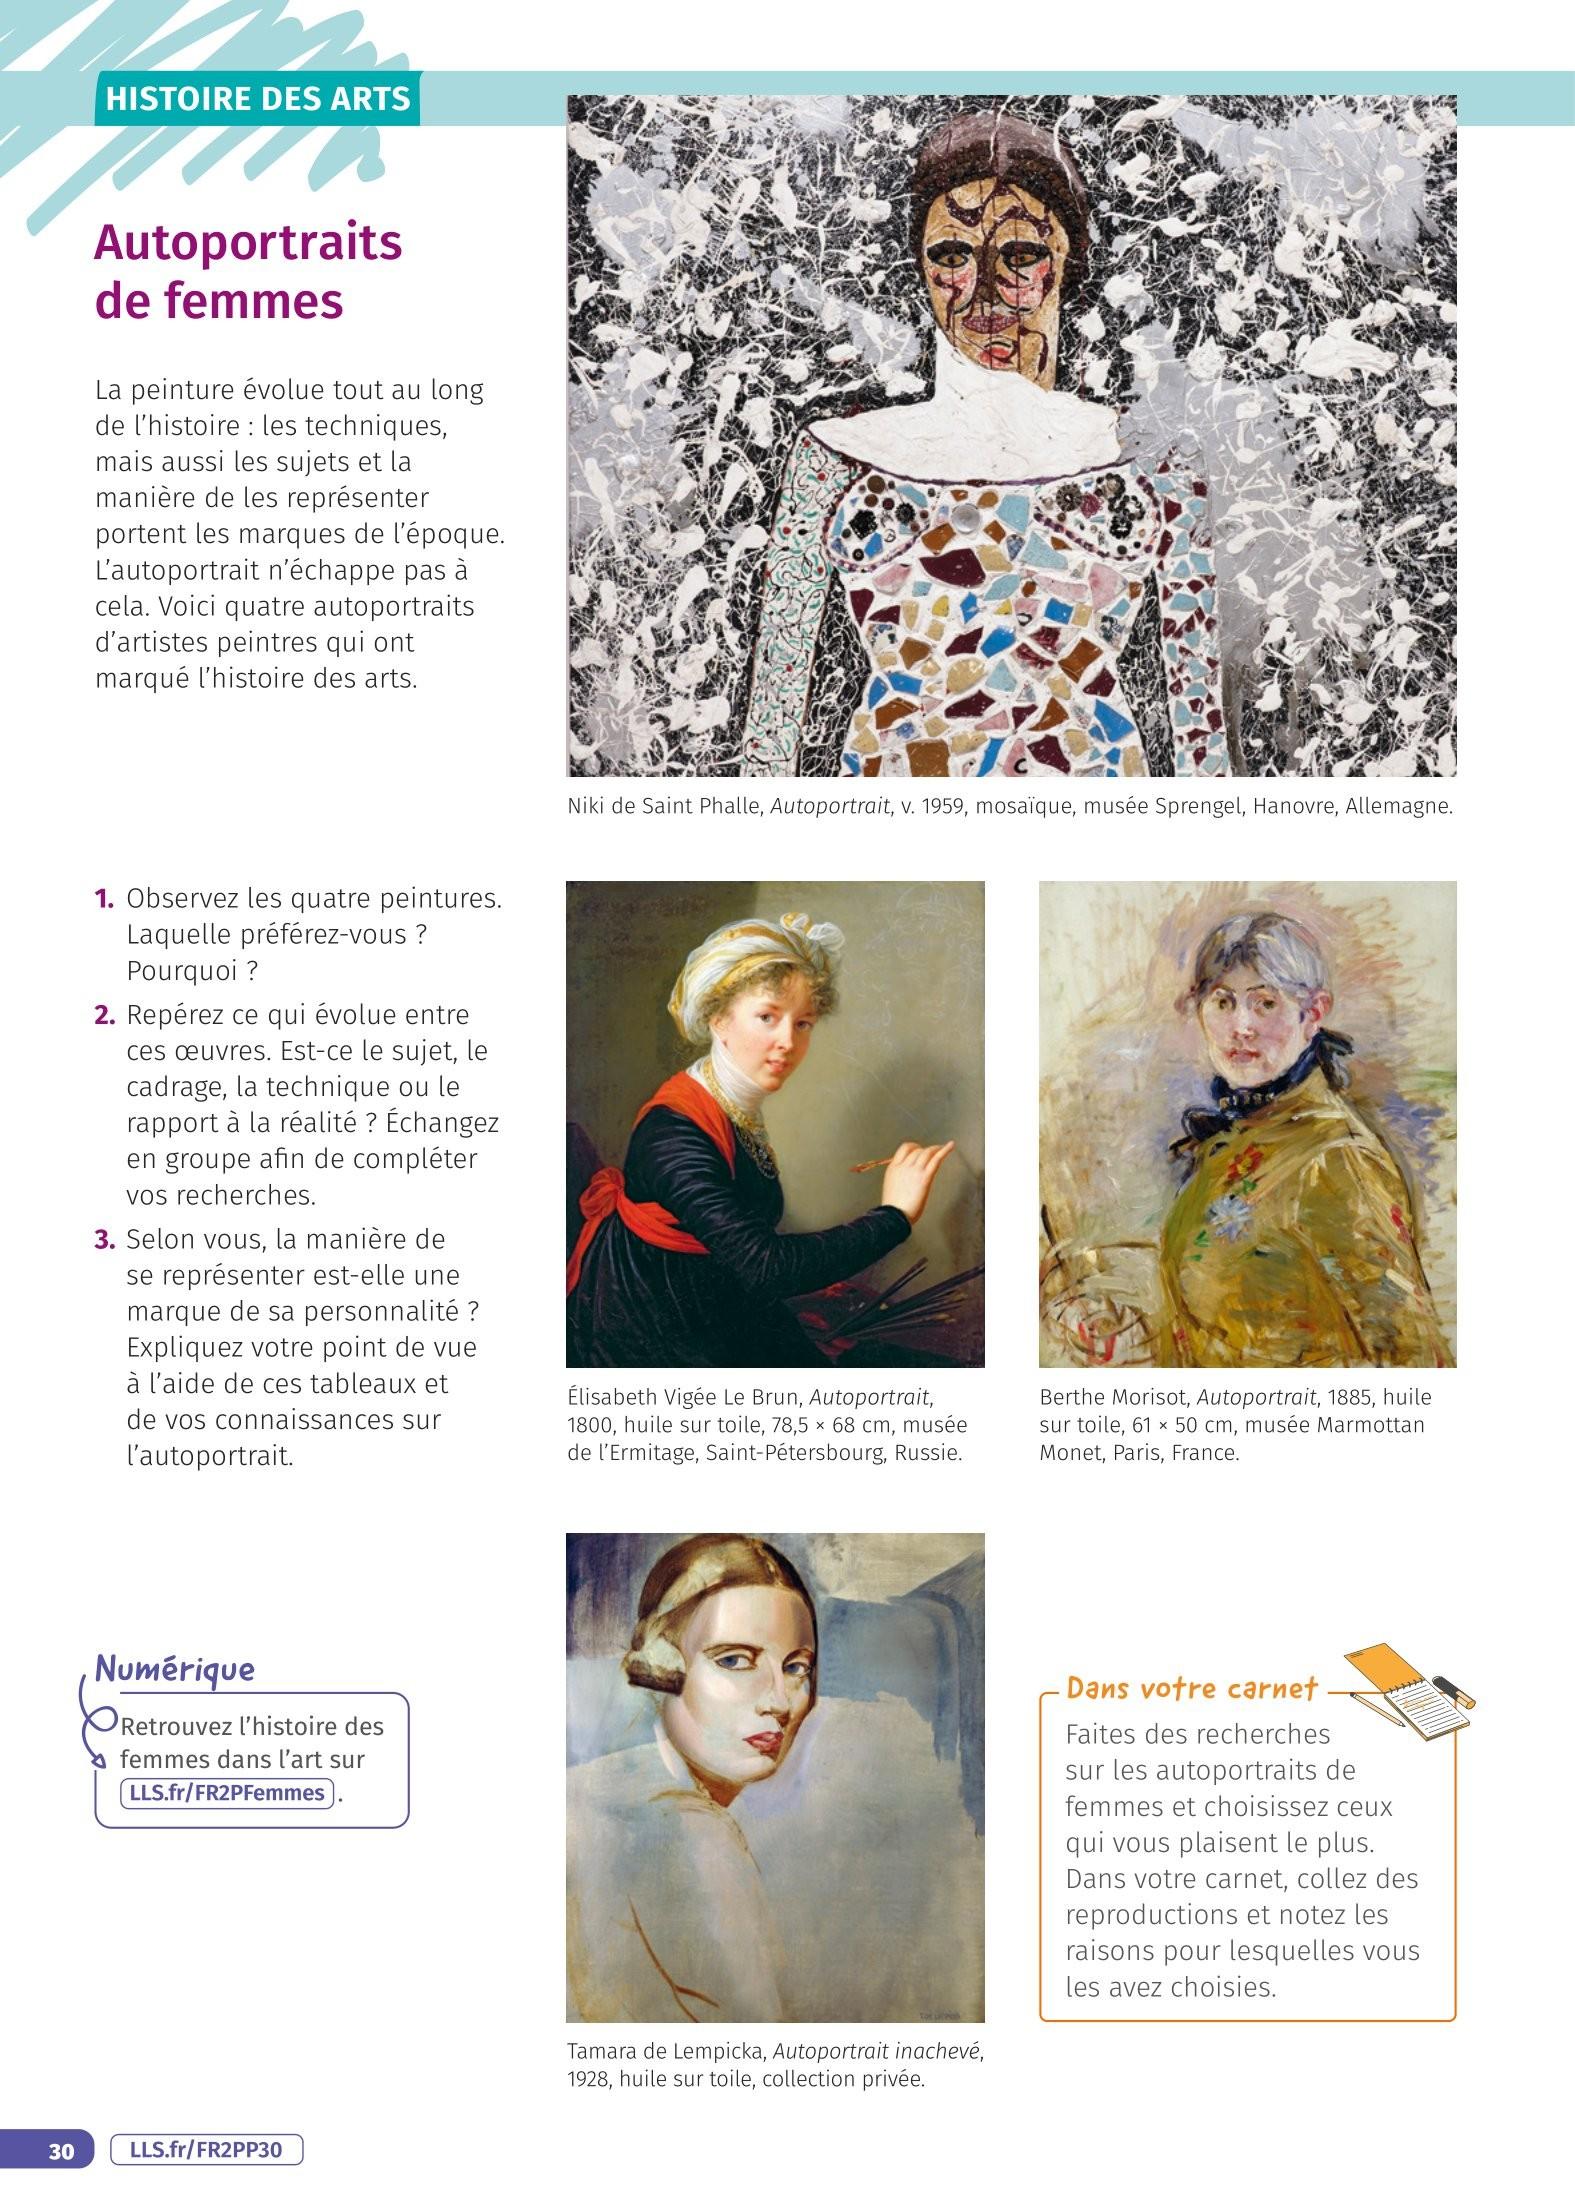 HISTOIRE DES ARTS
Autoportraits
de femmes
La peinture évolue tout au long
de l’histoire : les techniques,
mais aussi les sujets et la
manière de les représenter
portent les marques de l’époque.
L’autoportrait n’échappe pas à
cela. Voici quatre autoportraits
d’artistes peintres qui ont
marqué l’histoire des arts.
Niki de Saint Phalle, Autoportrait, v. 1959, mosaïque, musée Sprengel, Hanovre, Allemagne.
1. Observez les quatre peintures.
Laquelle préférez-vous ?
Pourquoi ?
2. Repérez ce qui évolue entre
ces œuvres. Est-ce le sujet, le
cadrage, la technique ou le
rapport à la réalité ? Échangez
en groupe afin de compléter
vos recherches.
3. Selon vous, la manière de
se représenter est-elle une
marque de sa personnalité ?
Expliquez votre point de vue
à l’aide de ces tableaux et
de vos connaissances sur
l’autoportrait.
Élisabeth Vigée Le Brun, Autoportrait,
1800, huile sur toile, 78,5 × 68 cm, musée
de l’Ermitage, Saint-Pétersbourg, Russie.
Berthe Morisot, Autoportrait, 1885, huile
sur toile, 61 × 50 cm, musée Marmottan
Monet, Paris, France.
Numérique
Retrouvez l’histoire des
femmes dans l’art sur
LLS.fr/FR2PFemmes .
Tamara de Lempicka, Autoportrait inachevé,
1928, huile sur toile, collection privée.
Dans votre carnet
Faites des recherches
sur les autoportraits de
femmes et choisissez ceux
qui vous plaisent le plus.
Dans votre carnet, collez des
reproductions et notez les
raisons pour lesquelles vous
les avez choisies.
30
LLS.fr/FR2PP30